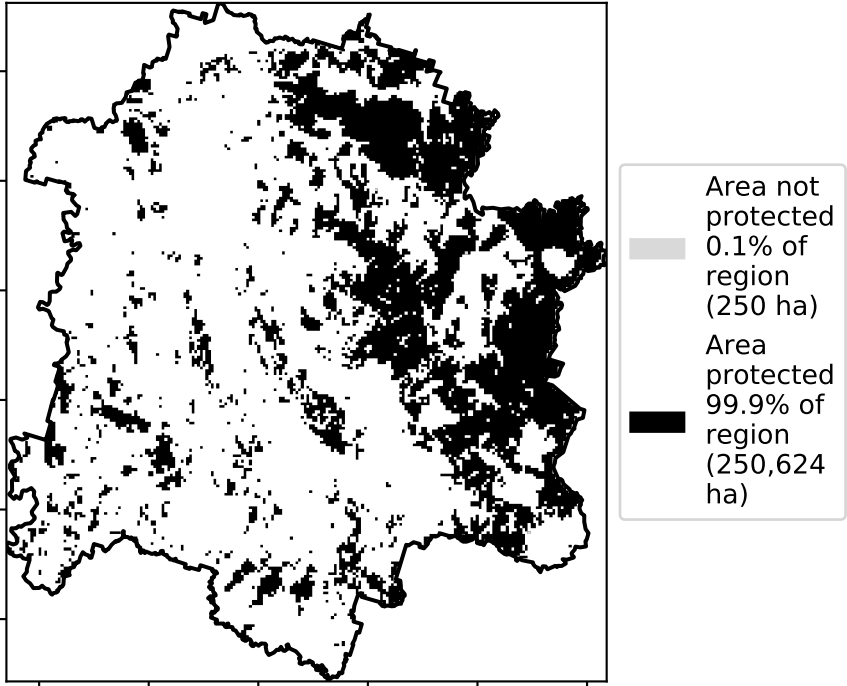 Area not
protected
0.1% of
region
(250 ha)
Area
protected
99.9% of
region
(250,624
ha)